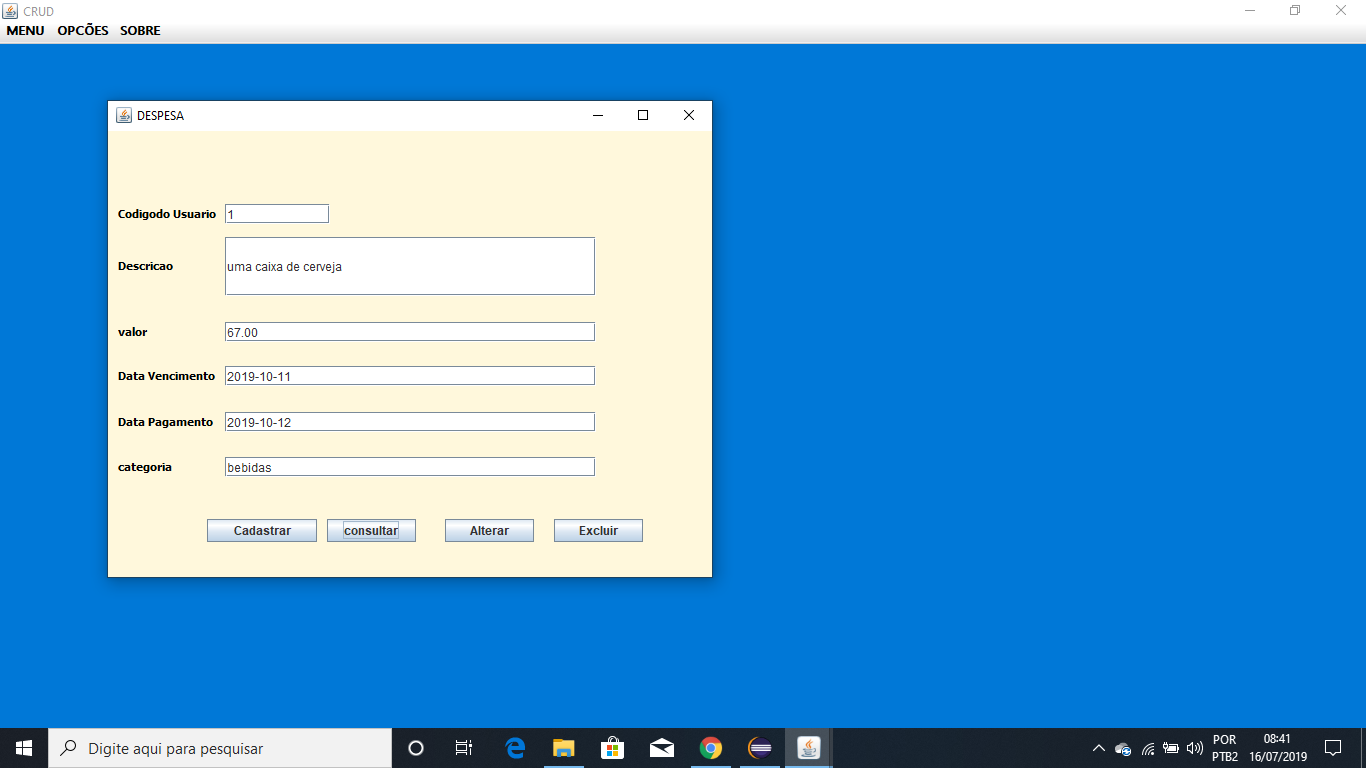 CRUD
MENU OPCÕES SOBRE
DESPESA
Codigodo Usuario 1
Descricao uma caixa de cerveja
valor 67.00
Data Vencimento 2019-10-11
Data Pagamento 2019-10-12
categoria bebidas
Cadastrar consultar Alterar Excluir
Digite aqui para pesquisar
POR 08:41
PTB2 16/07/2019